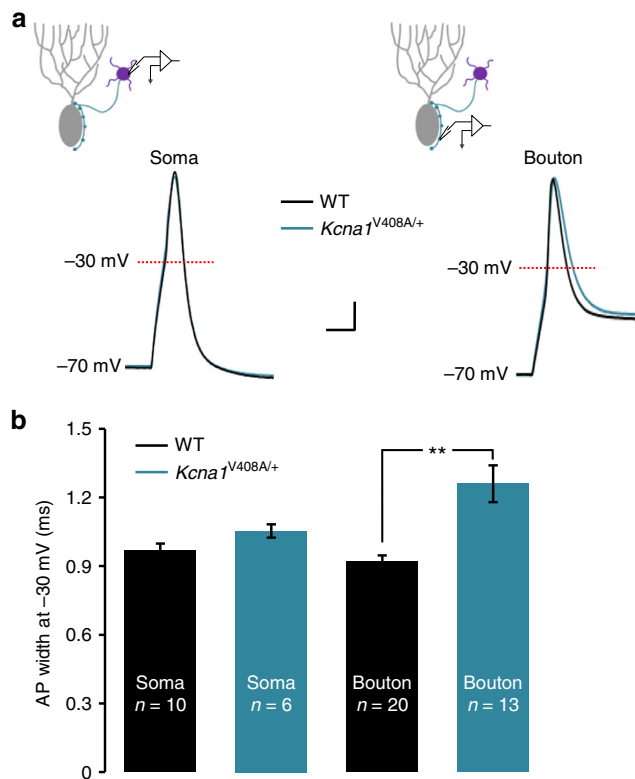 a
Soma
Bouton
WT
Kcna1V408A/+
–30 mV
–30 mV
–70 mV
–70 mV
b
WT
Kcna1V408A/+
**
AP width at –30 mV (ms)
1.5
1.2
0.9
0.6
0.3
0
Soma
n = 10
Soma
n = 6
Bouton
n = 20
Bouton
n = 13